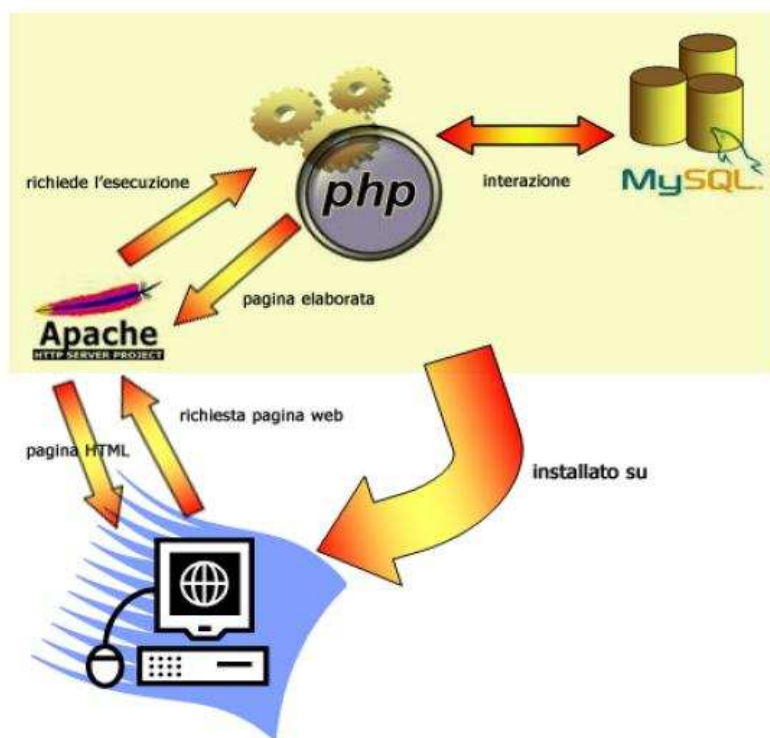 richiede l'esecuzione
php
interazione
MySQL.
pagina elaborata
Apache
HTTP SERVER PROJECT
richiesta pagina web
pagina HTML
installato su